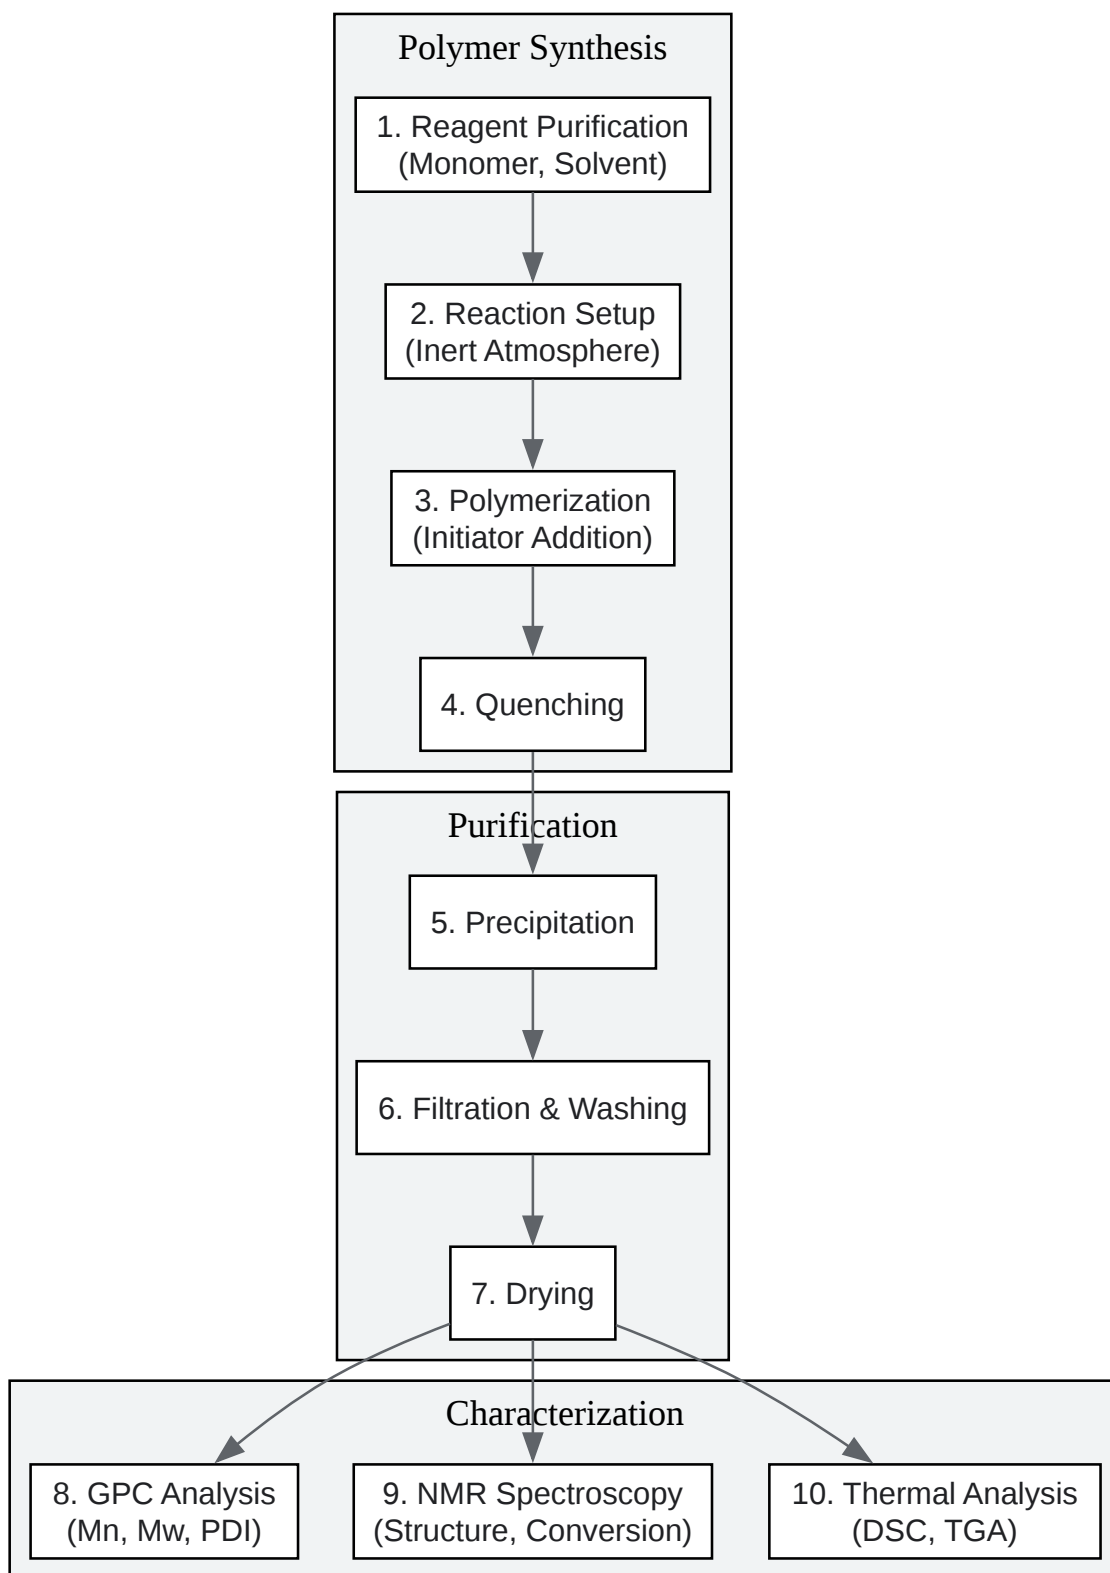 Polymer Synthesis
1. Reagent Purification
(Monomer, Solvent)
2. Reaction Setup
(Inert Atmosphere)
3. Polymerization
(Initiator Addition)
4. Quenching
Purification
5. Precipitation
6. Filtration & Washing
7. Drying
Characterization
8. GPC Analysis
(Mn, Mw, PDI)
9. NMR Spectroscopy
(Structure, Conversion)
10. Thermal Analysis
(DSC, TGA)